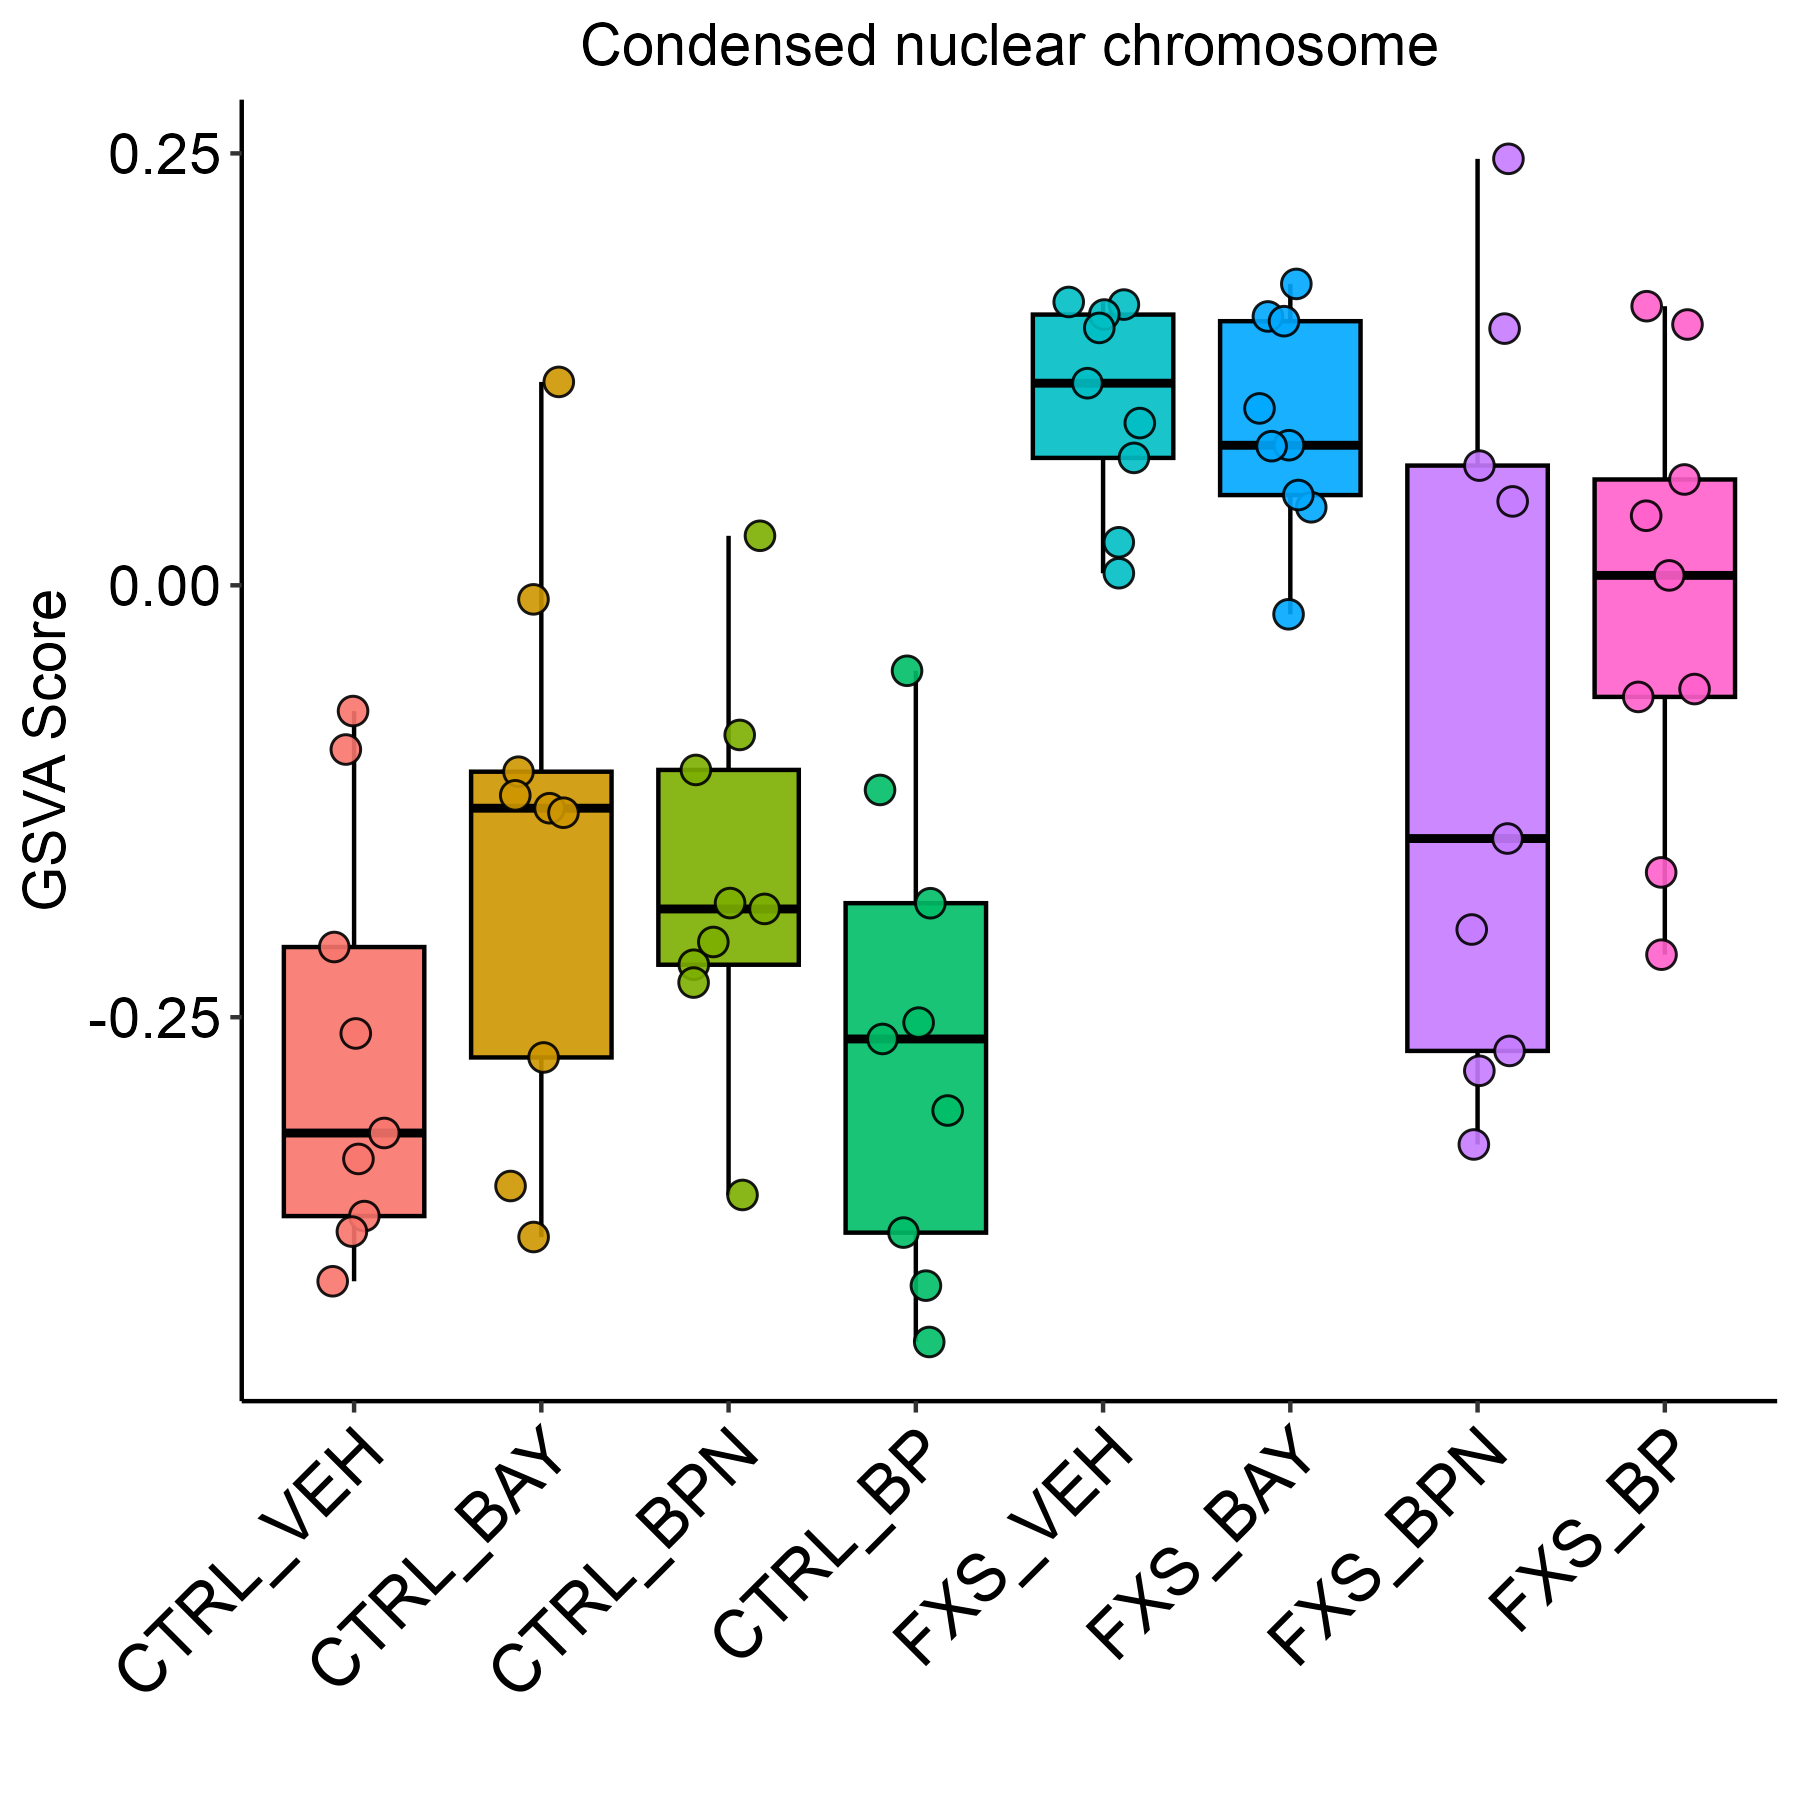 Condensed nuclear chromosome
GSVA Score
0.25
0.00
-0.25
CTRL_VEH
CTRL_BAY
CTRL_BPN
CTRL_BP
FXS_VEH
FXS_BAY
FXS_BPN
FXS_BP